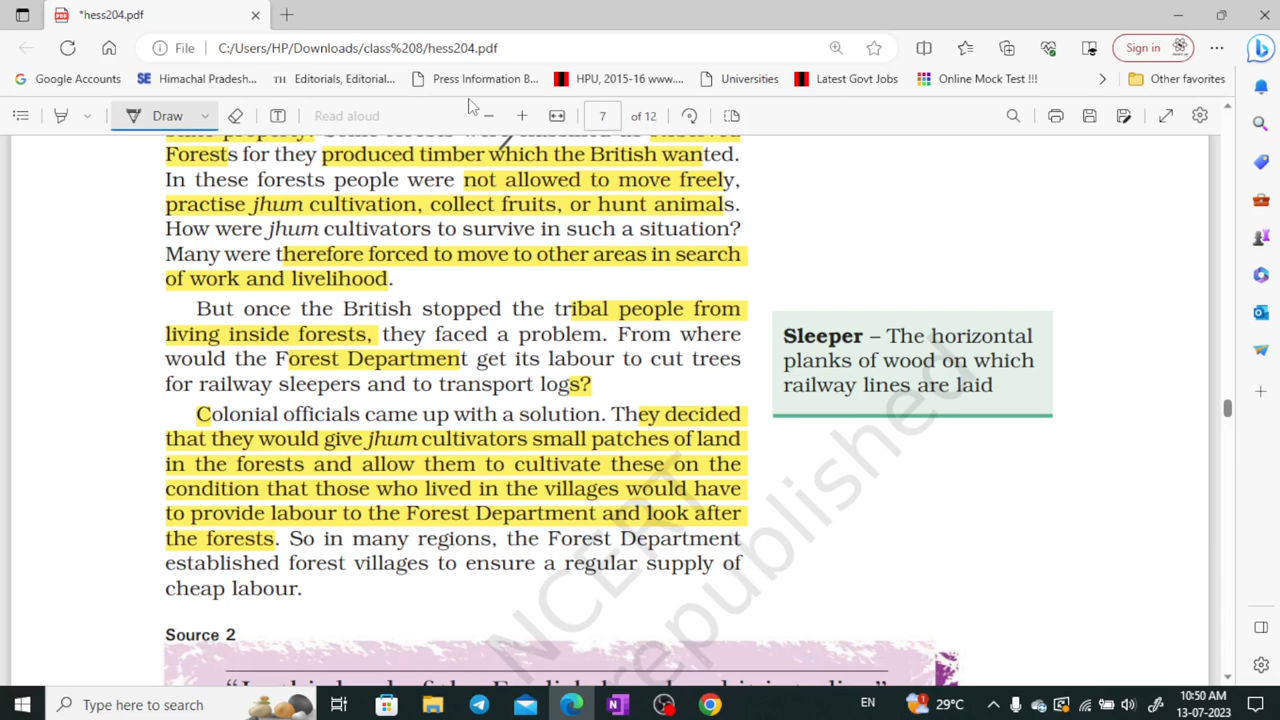 *hess204.pdf
File C:/Users/HP/Downloads/class%208/hess204.pdf Sign in
Google Accounts SE Himachal Pradesh... TH Editorials, Editorial... Press Information B... HPU, 2015-16 www.... Universities Latest Govt Jobs Online Mock Test !!! Other favorites
Draw Read aloud 7 of 12
state property. Some forests were classified as Reserved
Forests for they produced timber which the British wanted.
In these forests people were not allowed to move freely,
practise jhum cultivation, collect fruits, or hunt animals.
How were jhum cultivators to survive in such a situation?
Many were therefore forced to move to other areas in search
of work and livelihood.
But once the British stopped the tribal people from
living inside forests, they faced a problem. From where
would the Forest Department get its labour to cut trees
for railway sleepers and to transport logs?
Colonial officials came up with a solution. They decided
that they would give jhum cultivators small patches of land
in the forests and allow them to cultivate these on the
condition that those who lived in the villages would have
to provide labour to the Forest Department and look after
the forests. So in many regions, the Forest Department
established forest villages to ensure a regular supply of
cheap labour.
Sleeper – The horizontal
planks of wood on which
railway lines are laid
NCERT
republished
Source 2
Type here to search
29°C EN 10:50 AM
13-07-2023